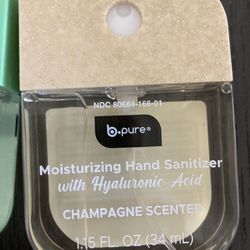 NDC 80684-166-01
b.pure®
Moisturizing Hand Sanitizer
with Hyaluronic Acid
CHAMPAGNE SCENTED
1.15 FL. OZ (34 mL)